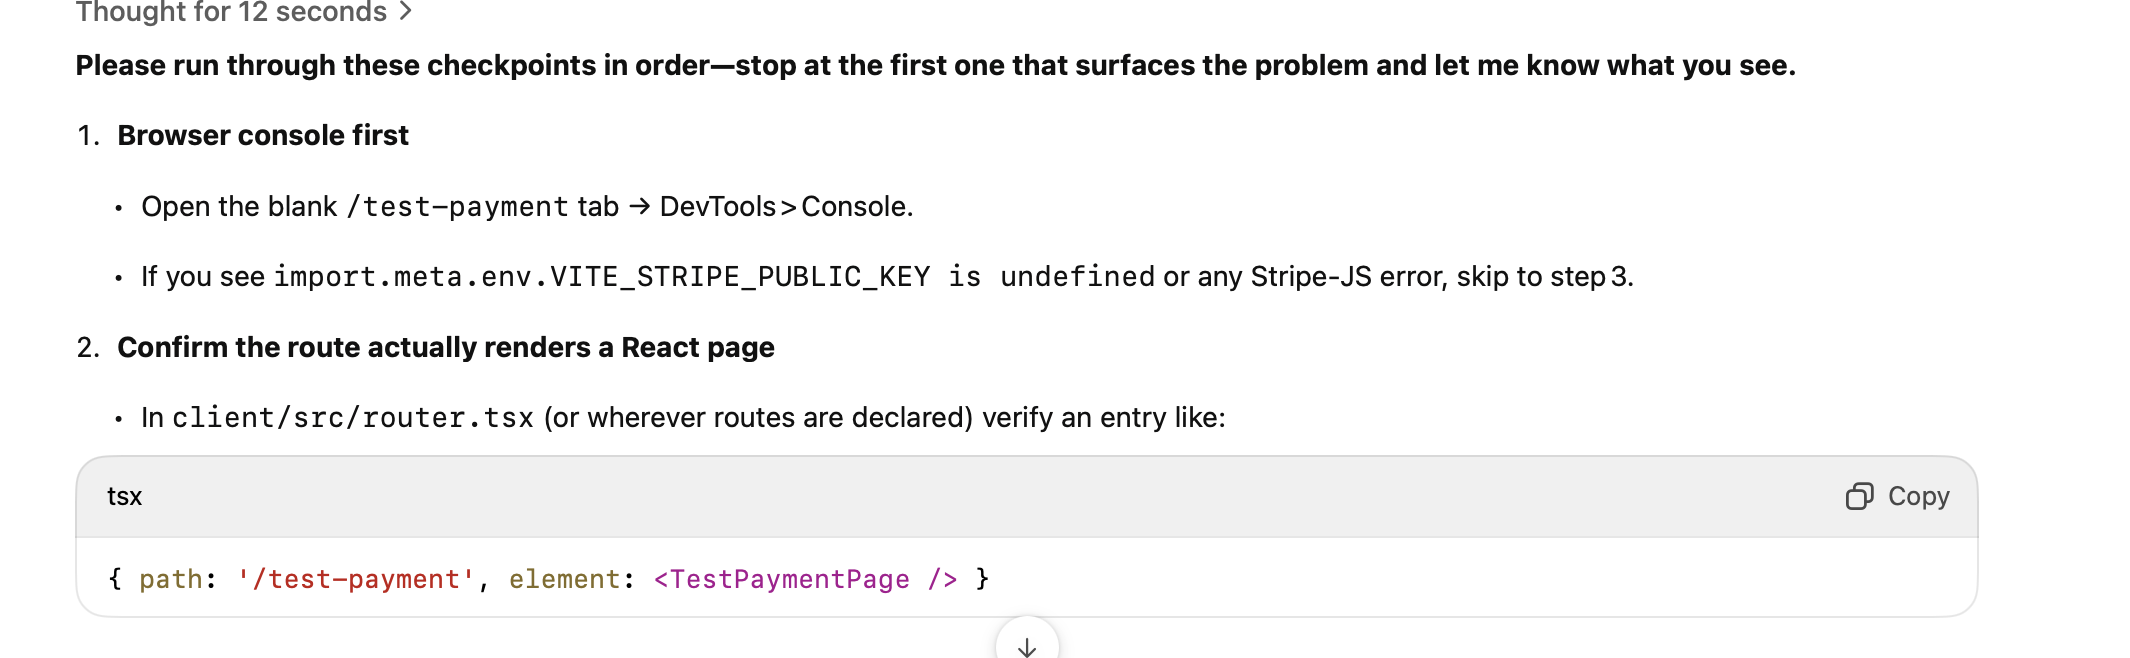 Thought for 12 seconds >
Please run through these checkpoints in order—stop at the first one that surfaces the problem and let me know what you see.
1. Browser console first
• Open the blank /test-payment tab → DevTools > Console.
• If you see import.meta.env.VITE_STRIPE_PUBLIC_KEY is undefined or any Stripe-JS error, skip to step 3.
2. Confirm the route actually renders a React page
• In client/src/router.tsx (or wherever routes are declared) verify an entry like:
tsx
Copy
{ path: '/test-payment', element: <TestPaymentPage /> }